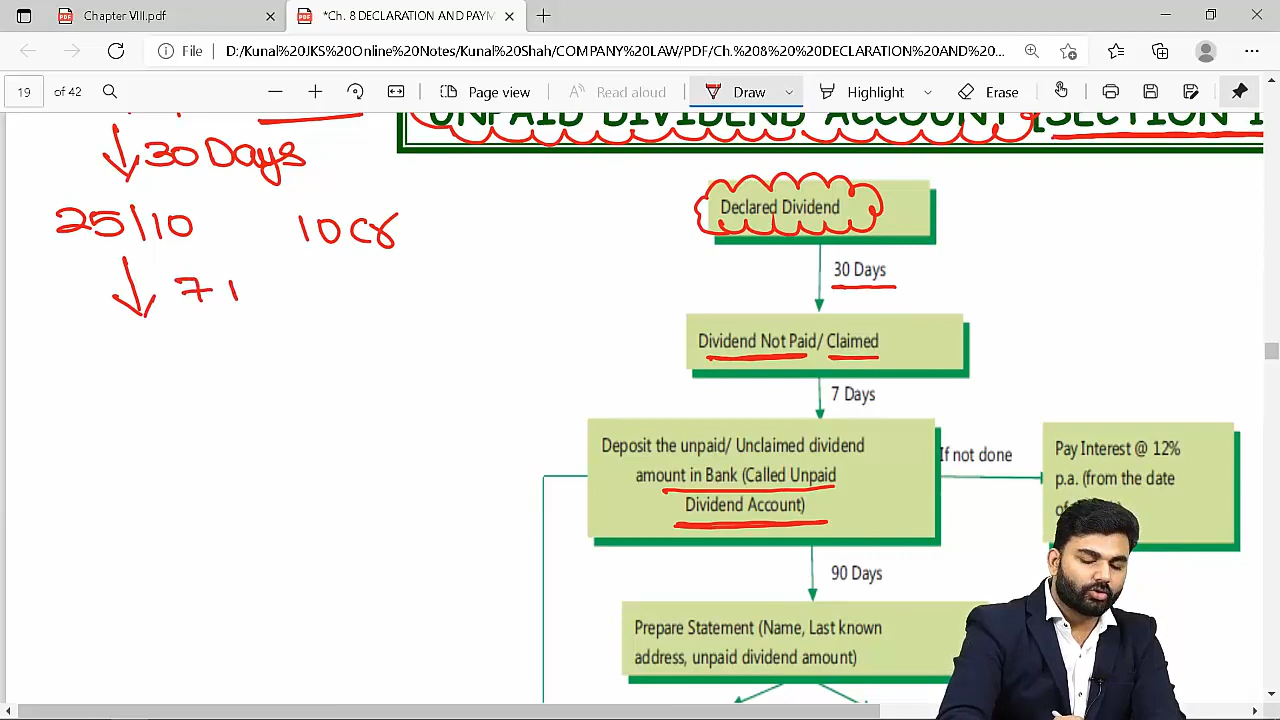 Chapter VIII.pdf
*Ch. 8 DECLARATION AND PAYM
File
D:/Kunal%20JKS%20Online%20Notes/Kunal%20Shah/COMPANY%20LAW/PDF/Ch.%208%20%20DECLARATION%20AND%20...
19 of 42
Page view
Read aloud
Draw
Highlight
Erase
UNPAID DIVIDEND ACCOUNT [SECTION 1
30 Days
25/10
10 Cr
7
Declared Dividend
30 Days
Dividend Not Paid/ Claimed
7 Days
Deposit the unpaid/ Unclaimed dividend
amount in Bank (Called Unpaid
Dividend Account)
If not done
Pay Interest @ 12%
p.a. (from the date
90 Days
Prepare Statement (Name, Last known
address, unpaid dividend amount)